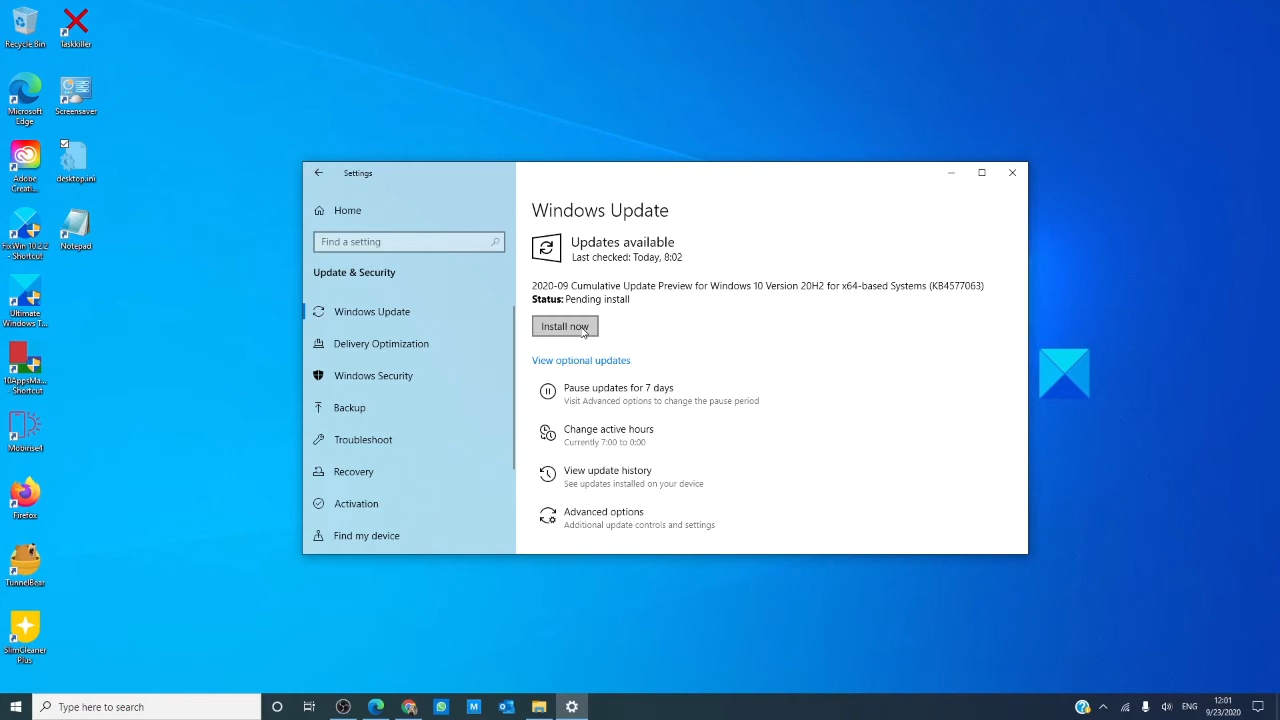 Recycle Bin
Taskkiller
Microsoft
Edge
Screensaver
Adobe
Creati...
desktop.ini
FixWin 10.2.2
- Shortcut
Notepad
Ultimate
Windows T...
10AppsMa...
- Shortcut
Mobirise4
Firefox
TunnelBear
SlimCleaner
Plus
Settings
Home
Find a setting
Update & Security
Windows Update
Delivery Optimization
Windows Security
Backup
Troubleshoot
Recovery
Activation
Find my device
Windows Update
Updates available
Last checked: Today, 8:02
2020-09 Cumulative Update Preview for Windows 10 Version 20H2 for x64-based Systems (KB4577063)
Status: Pending install
Install now
View optional updates
Pause updates for 7 days
Visit Advanced options to change the pause period
Change active hours
Currently 7:00 to 0:00
View update history
See updates installed on your device
Advanced options
Additional update controls and settings
Type here to search
M
ENG
12:01
9/23/2020